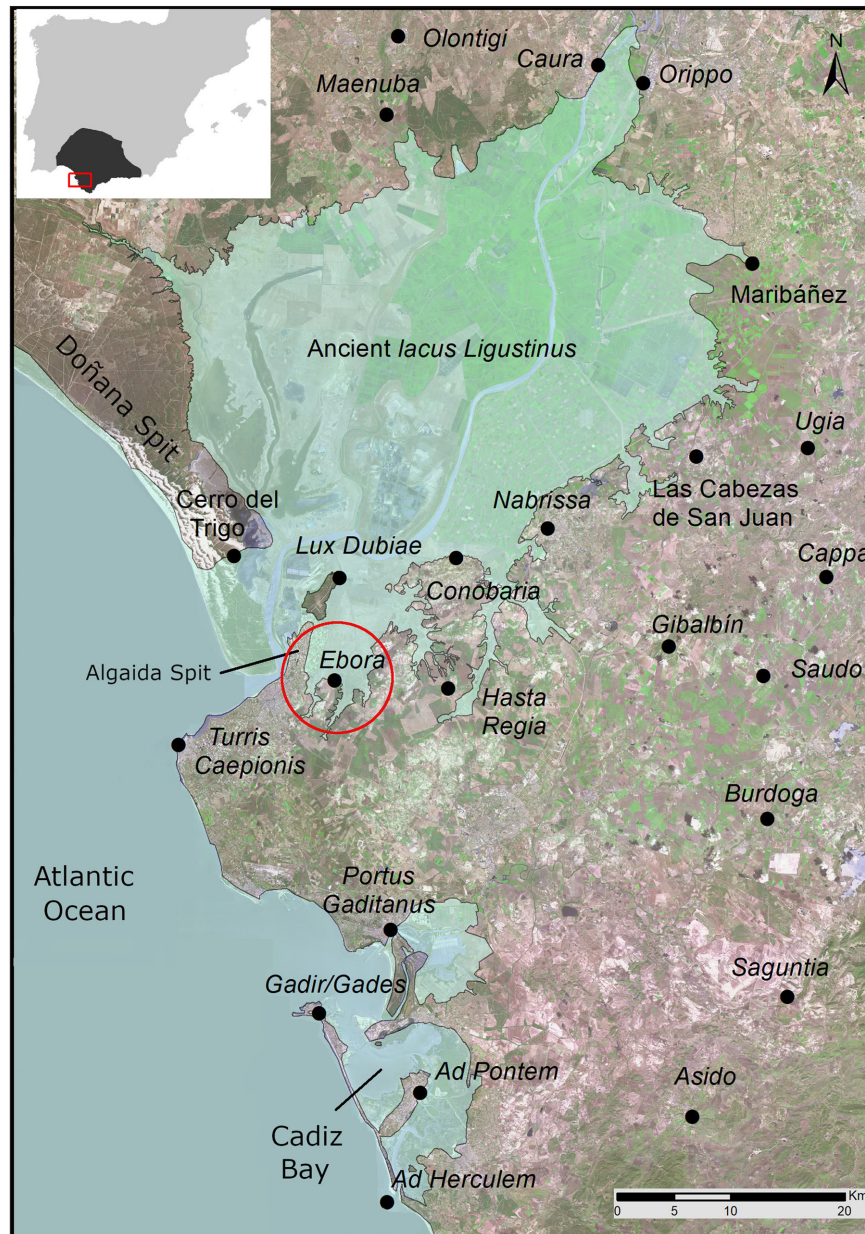 Olontigi
Caura
Maenuba
Orippo
N
Maribáñez
Ancient lacus Ligustinus
Doñana Spit
Ugia
Cerro del
Trigo
Nabrissa
Las Cabezas
de San Juan
Lux Dubiae
Conobaria
Cappa
Gibalbín
Algaida Spit
Ebora
Saudo
Hasta
Regia
Turris
Caepionis
Burdoga
Atlantic
Ocean
Portus
Gaditanus
Saguntia
Gadir/Gades
Ad Pontem
Asido
Cadiz
Bay
Ad Herculem
Km
0 5 10 20